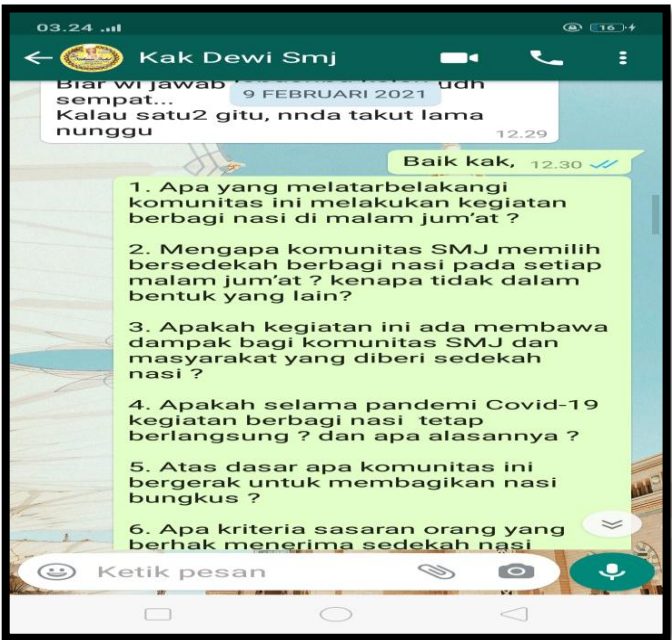 03.24
16
Kak Dewi Smj
Biar wi jawab udh
9 FEBRUARI 2021
sempat...
Kalau satu2 gitu, nnda takut lama
nunggu
12.29
Baik kak, 12.30
1. Apa yang melatarbelakangi
komunitas ini melakukan kegiatan
berbagi nasi di malam jum'at ?
2. Mengapa komunitas SMJ memilih
bersedekah berbagi nasi pada setiap
malam jum'at ? kenapa tidak dalam
bentuk yang lain?
3. Apakah kegiatan ini ada membawa
dampak bagi komunitas SMJ dan
masyarakat yang diberi sedekah
nasi ?
4. Apakah selama pandemi Covid-19
kegiatan berbagi nasi tetap
berlangsung ? dan apa alasannya ?
5. Atas dasar apa komunitas ini
bergerak untuk membagikan nasi
bungkus ?
6. Apa kriteria sasaran orang yang
berhak menerima sedekah nasi
Ketik pesan